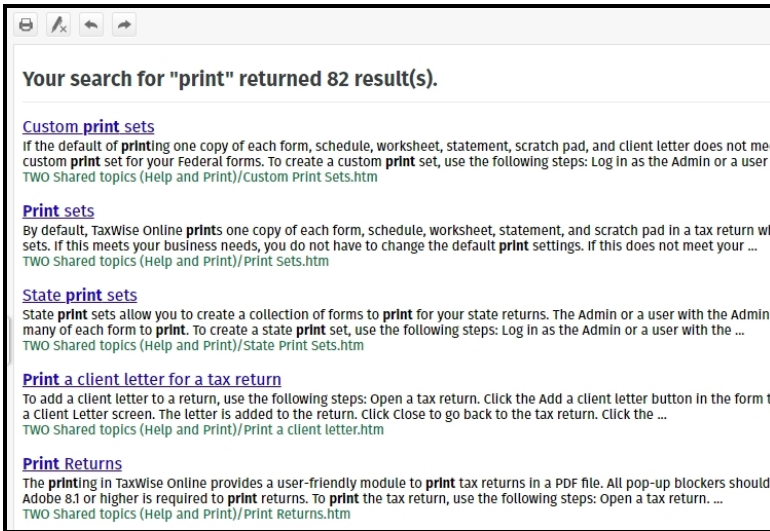 Your search for "print" returned 82 result(s).
Custom print sets
If the default of printing one copy of each form, schedule, worksheet, statement, scratch pad, and client letter does not me
custom print set for your Federal forms. To create a custom print set, use the following steps: Log in as the Admin or a user
TWO Shared topics (Help and Print)/Custom Print Sets.htm
Print sets
By default, TaxWise Online prints one copy of each form, schedule, worksheet, statement, and scratch pad in a tax return wh
sets. If this meets your business needs, you do not have to change the default print settings. If this does not meet your ...
TWO Shared topics (Help and Print)/Print Sets.htm
State print sets
State print sets allow you to create a collection of forms to print for your state returns. The Admin or a user with the Admin
many of each form to print. To create a state print set, use the following steps: Log in as the Admin or a user with the ...
TWO Shared topics (Help and Print)/State Print Sets.htm
Print a client letter for a tax return
To add a client letter to a return, use the following steps: Open a tax return. Click the Add a client letter button in the form t
a Client Letter screen. The letter is added to the return. Click Close to go back to the tax return. Click the ...
TWO Shared topics (Help and Print)/Print a client letter.htm
Print Returns
The printing in TaxWise Online provides a user-friendly module to print tax returns in a PDF file. All pop-up blockers should
Adobe 8.1 or higher is required to print returns. To print the tax return, use the following steps: Open a tax return. ...
TWO Shared topics (Help and Print)/Print Returns.htm